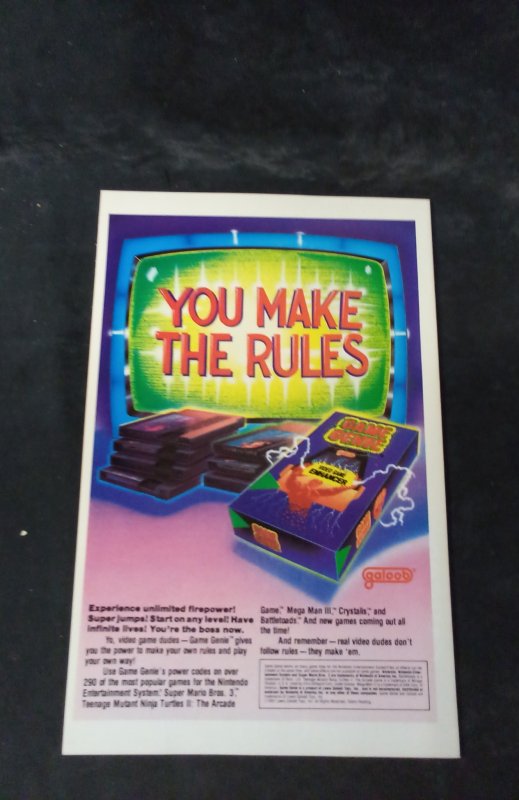 YOU MAKE
THE RULES
GAME
GENIE
VIDEO GAME
ENHANCER
galoob®
Experience unlimited firepower!
Super jumps! Start on any level! Have
infinite lives! You're the boss now.
Yo, video game dudes — Game Genie™ gives
you the power to make your own rules and play
your own way!
Use Game Genie's power codes on over
290 of the most popular games for the Nintendo
Entertainment System,® Super Mario Bros. 3,™
Teenage Mutant Ninja Turtles II: The Arcade
Game,™ Mega Man III,™ Crystalis,™ and
Battletoads.™ And new games coming out all
the time!
And remember — real video dudes don't
follow rules — they make 'em.